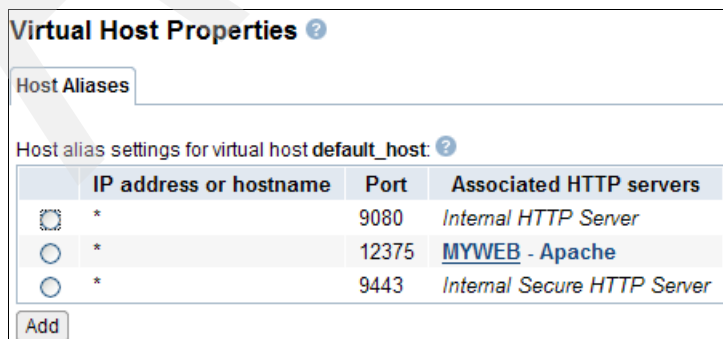 Virtual Host Properties ?
Host Aliases
Host alias settings for virtual host default_host: ?
IP address or hostname Port Associated HTTP servers
* 9080 Internal HTTP Server
* 12375 MYWEB - Apache
* 9443 Internal Secure HTTP Server
Add